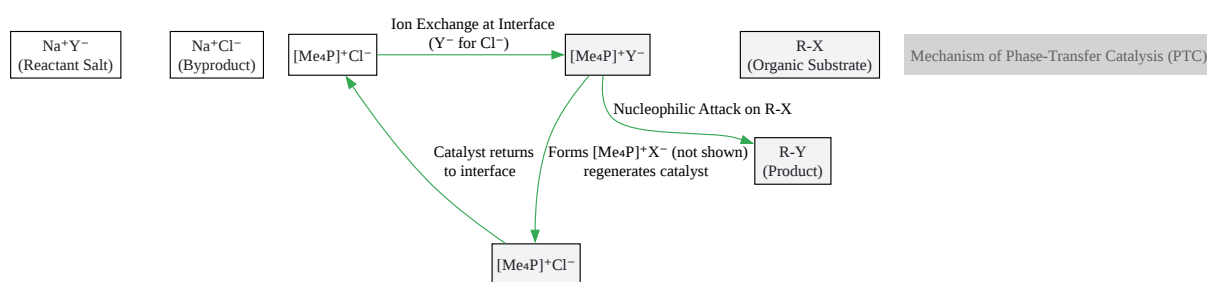 Ion Exchange at Interface
(Y⁻ for Cl⁻)
Na⁺Y⁻
(Reactant Salt)
Na⁺Cl⁻
(Byproduct)
[Me₄P]⁺Cl⁻
[Me₄P]⁺Y⁻
R-X
(Organic Substrate)
Mechanism of Phase-Transfer Catalysis (PTC)
Nucleophilic Attack on R-X
Catalyst returns
to interface
Forms [Me₄P]⁺X⁻ (not shown)
regenerates catalyst
R-Y
(Product)
[Me₄P]⁺Cl⁻